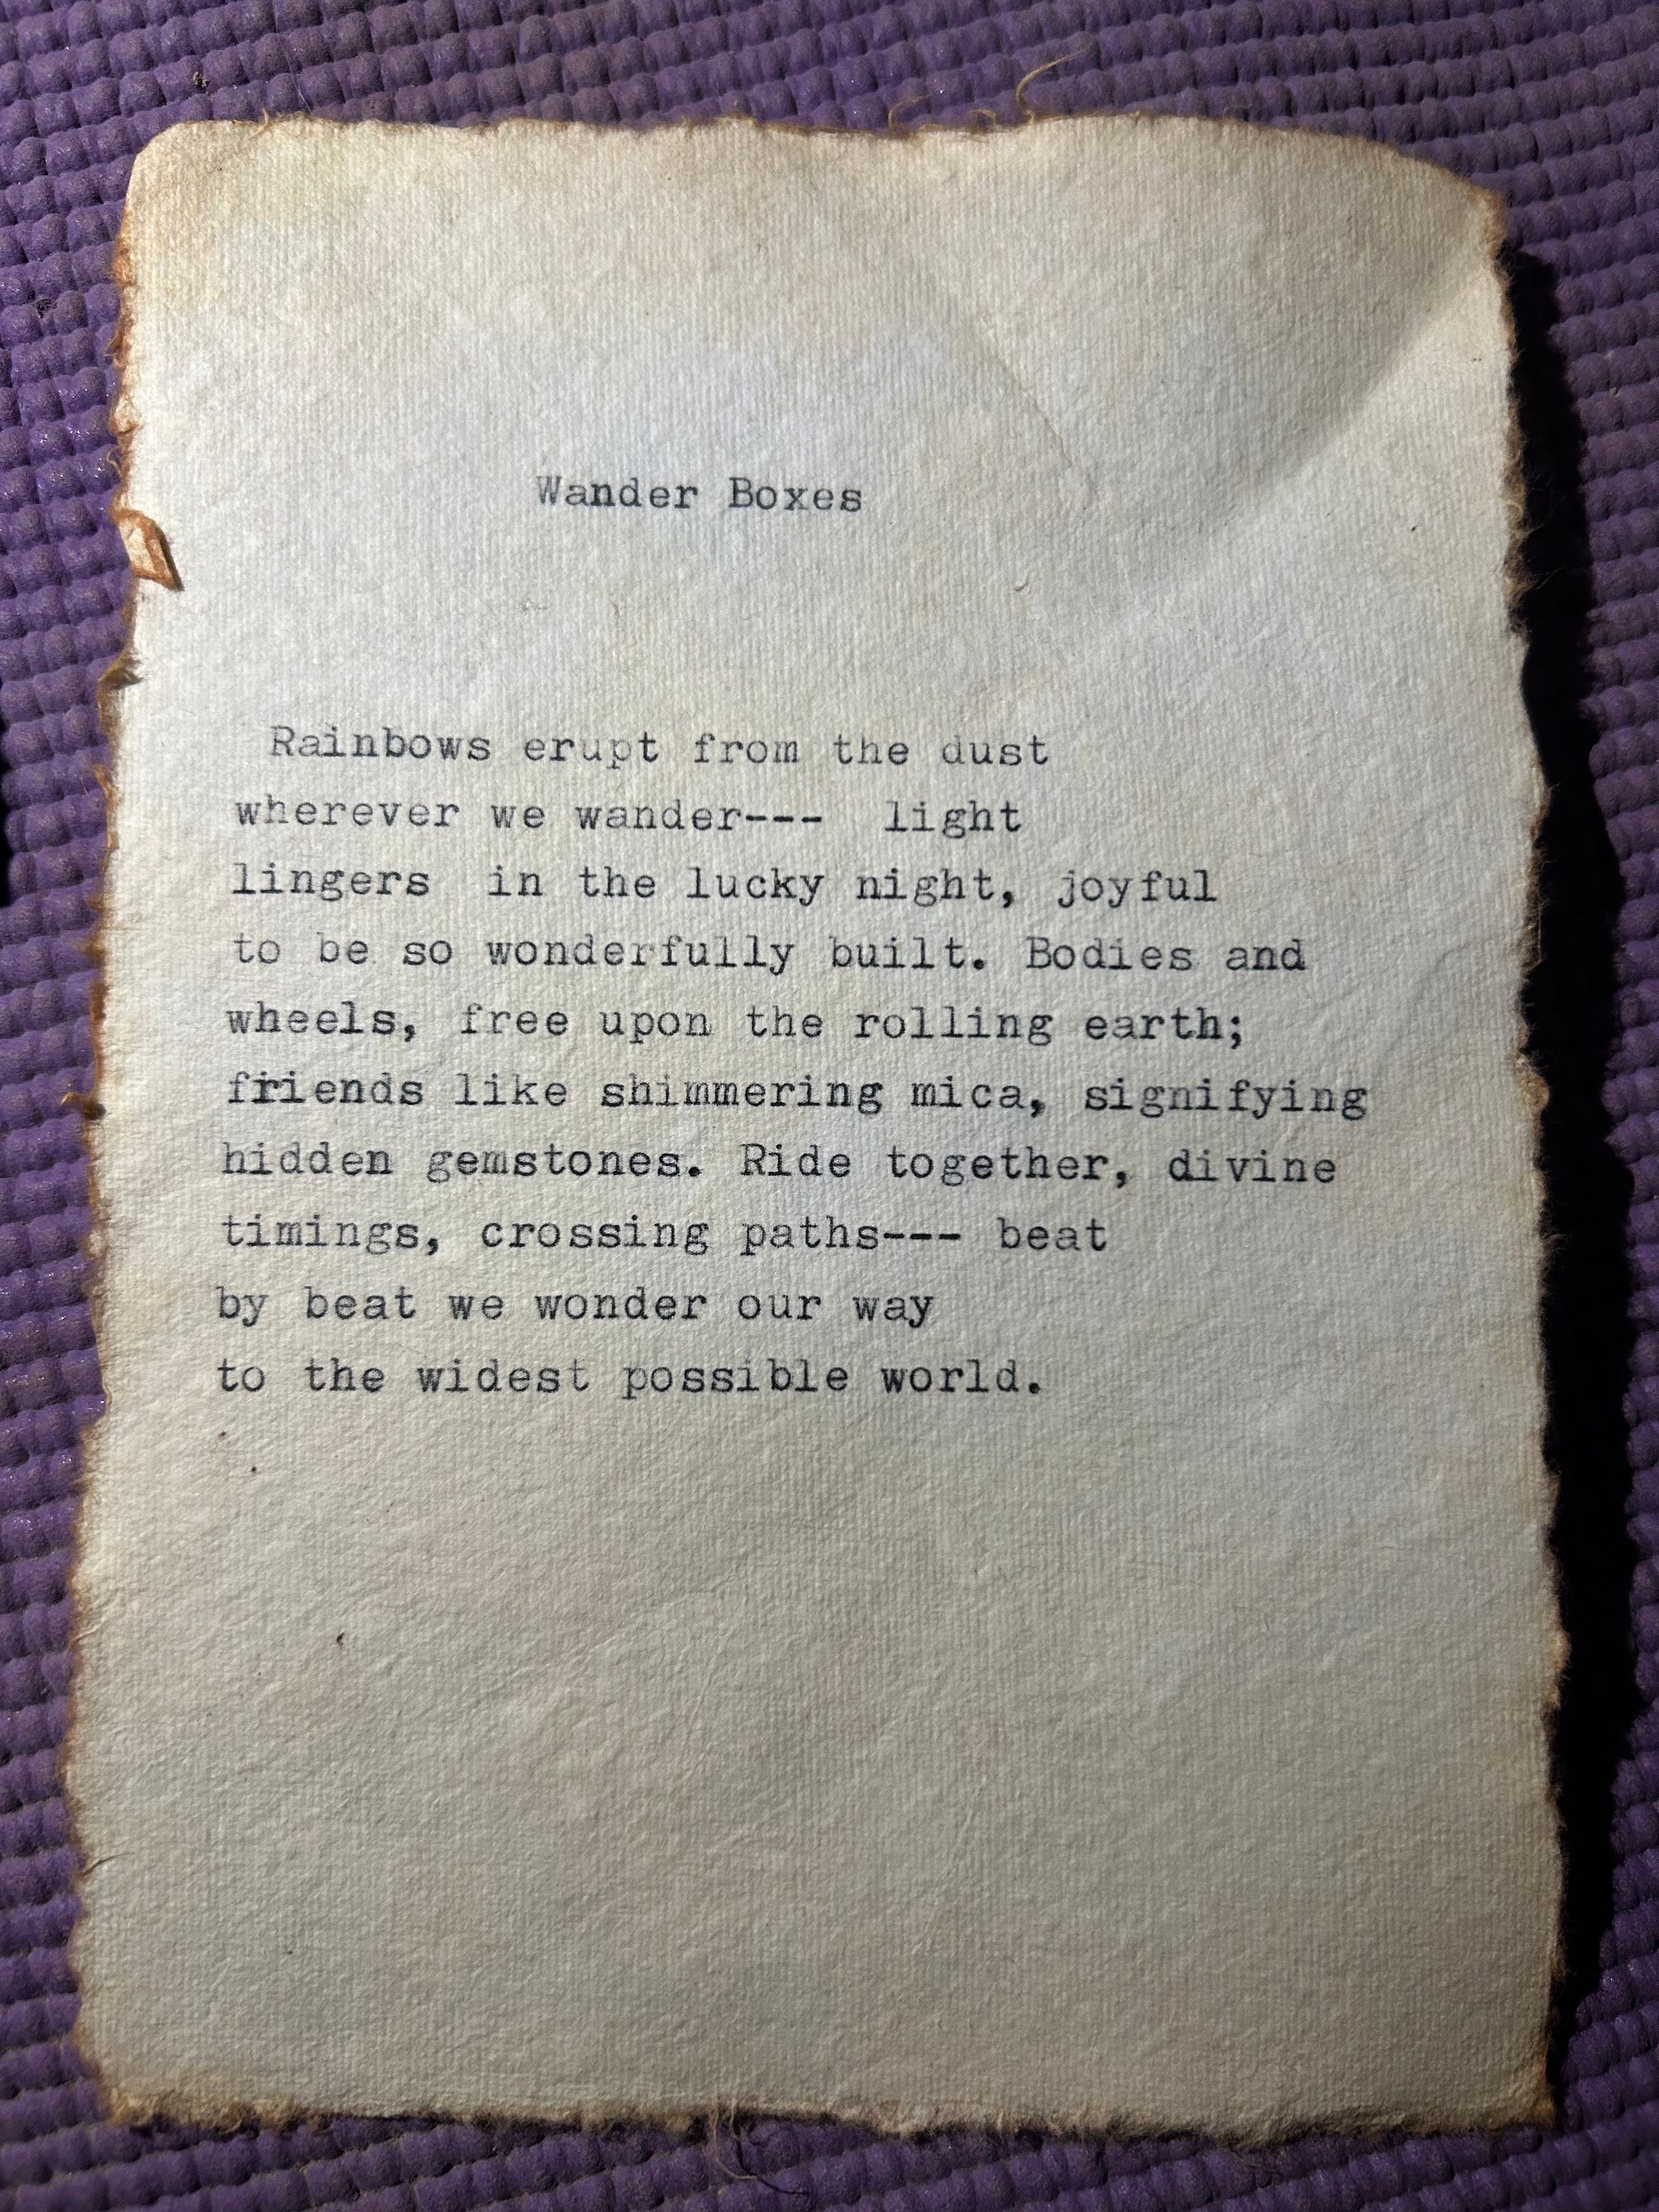 Wander Boxes
Rainbows erupt from the dust
wherever we wander---  light
lingers  in the lucky night, joyful
to be so wonderfully built. Bodies and
wheels, free upon the rolling earth;
friends like shimmering mica, signifying
hidden gemstones. Ride together, divine
timings, crossing paths--- beat
by beat we wonder our way
to the widest possible world.